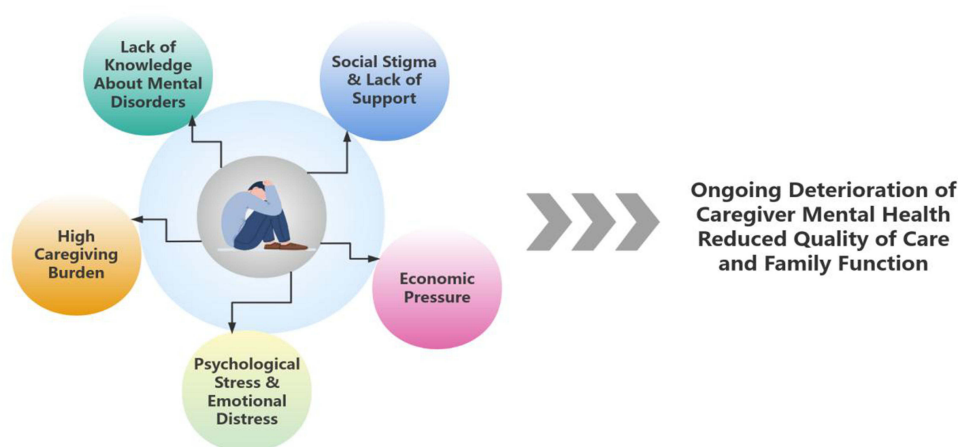 Lack of
Knowledge
About Mental
Disorders
Social Stigma
& Lack of
Support
High
Caregiving
Burden
Economic
Pressure
Psychological
Stress &
Emotional
Distress
Ongoing Deterioration of
Caregiver Mental Health
Reduced Quality of Care
and Family Function